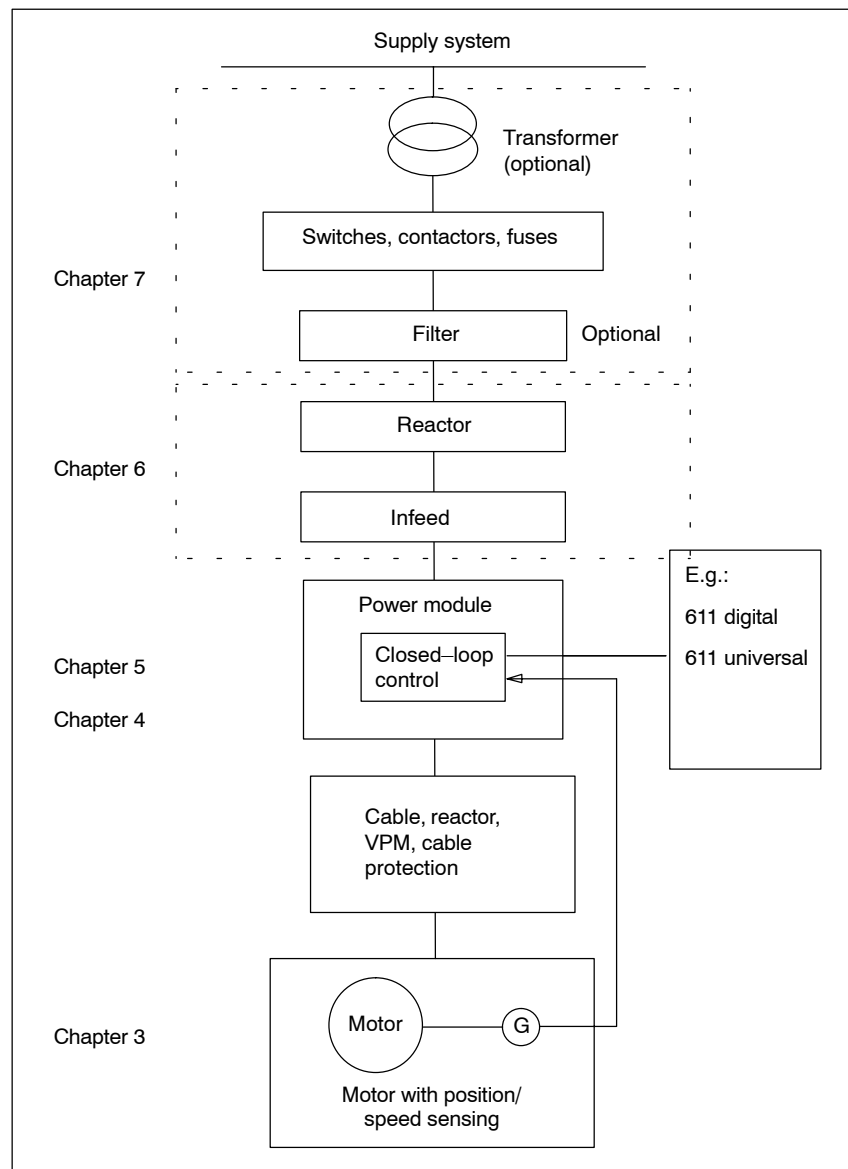 Supply system
Transformer
(optional)
Switches, contactors, fuses
Chapter 7
Filter
Optional
Reactor
Chapter 6
Infeed
E.g.:
611 digital
611 universal
Power module
Closed–loop
control
Chapter 5
Chapter 4
Cable, reactor,
VPM, cable
protection
Motor
G
Chapter 3
Motor with position/
speed sensing